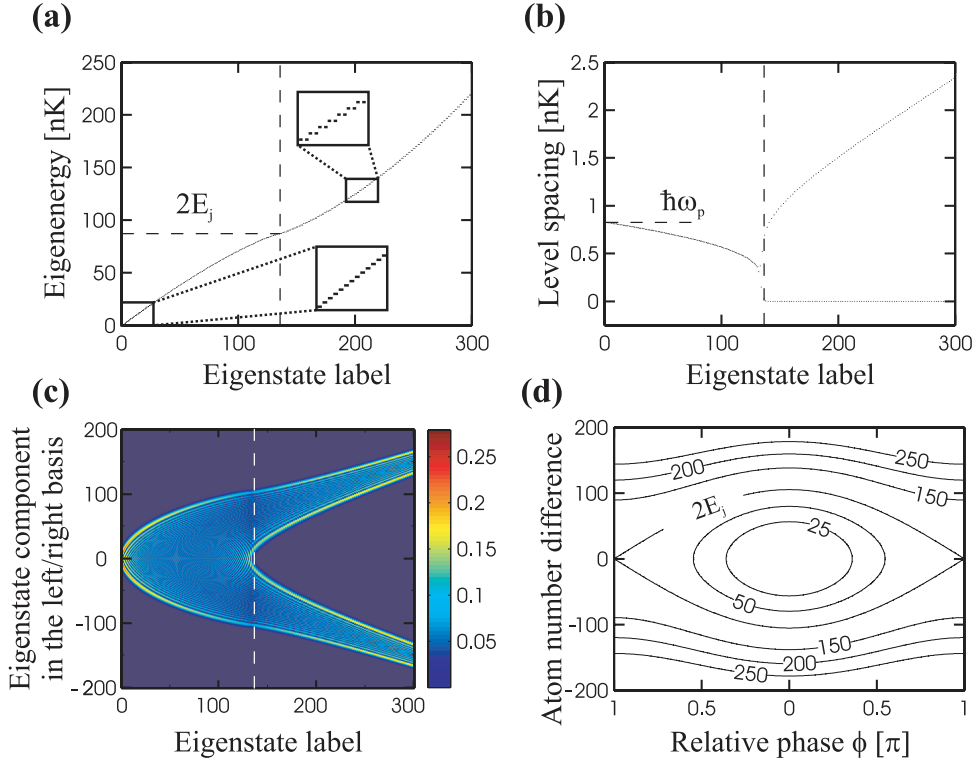 (a)
250
200
150
100
50
0
Eigenenergy [nK]
2E_j
0 100 200 300
Eigenstate label
(b)
2.5
2
1.5
1
0.5
0
Level spacing [nK]
ħω_p
0 100 200 300
Eigenstate label
(c)
200
100
0
-100
-200
Eigenstate component
in the left/right basis
0 100 200 300
Eigenstate label
0.25
0.20
0.15
0.10
0.05
(d)
200
100
0
-100
-200
Atom number difference
250
200
250
200
150
2E_j
25
50
150
200
250
1 0.5 0 0.5 1
Relative phase ϕ [π]